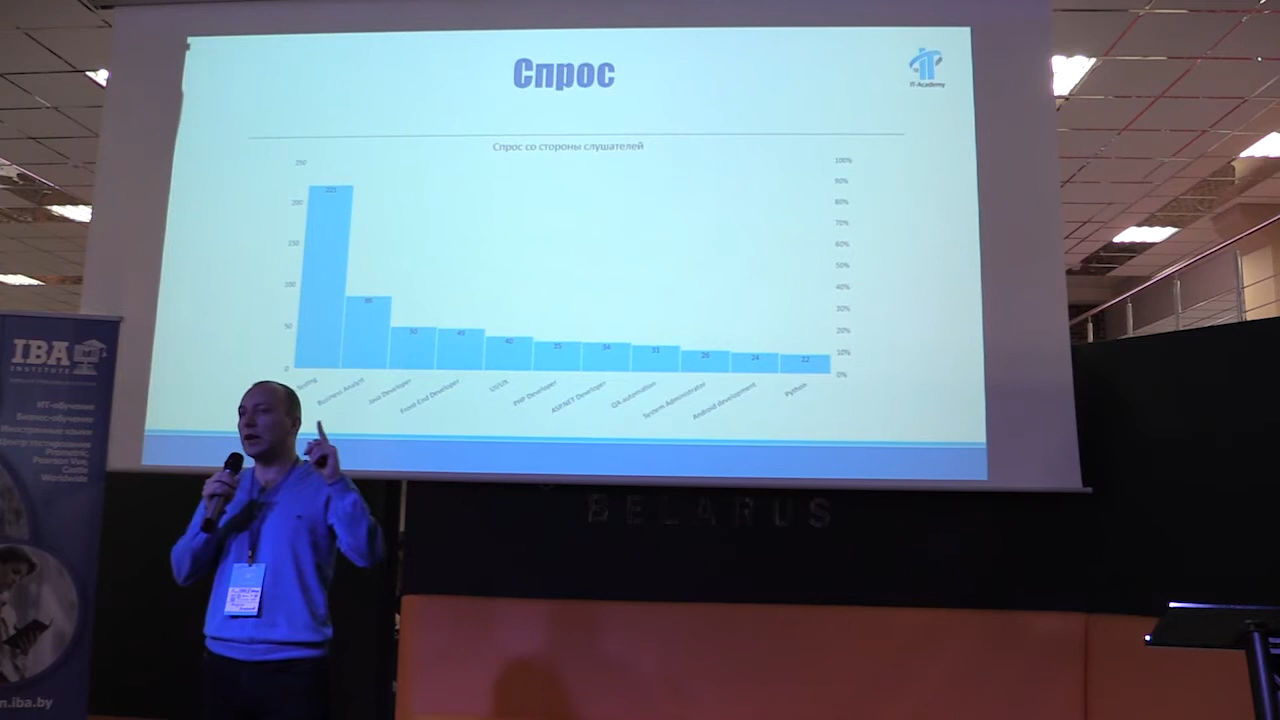 Спрос
IT-Academy
Спрос со стороны слушателей
250
200
150
100
50
0
100%
90%
80%
70%
60%
50%
40%
30%
20%
10%
0%
221
50
49
40
35
34
31
26
24
22
Testing
Business Analyst
Java Developer
Front-End Developer
UI/UX
PHP Developer
ASP.NET Developer
QA automation
System Administrator
Android development
Python
BELARUS
IBA
INSTITUTE
ИТ-обучение
Бизнес-обучение
Иностранные языки
Центр тестирования
Prometric,
Pearson Vue,
Castle
Worldwide
n.iba.by